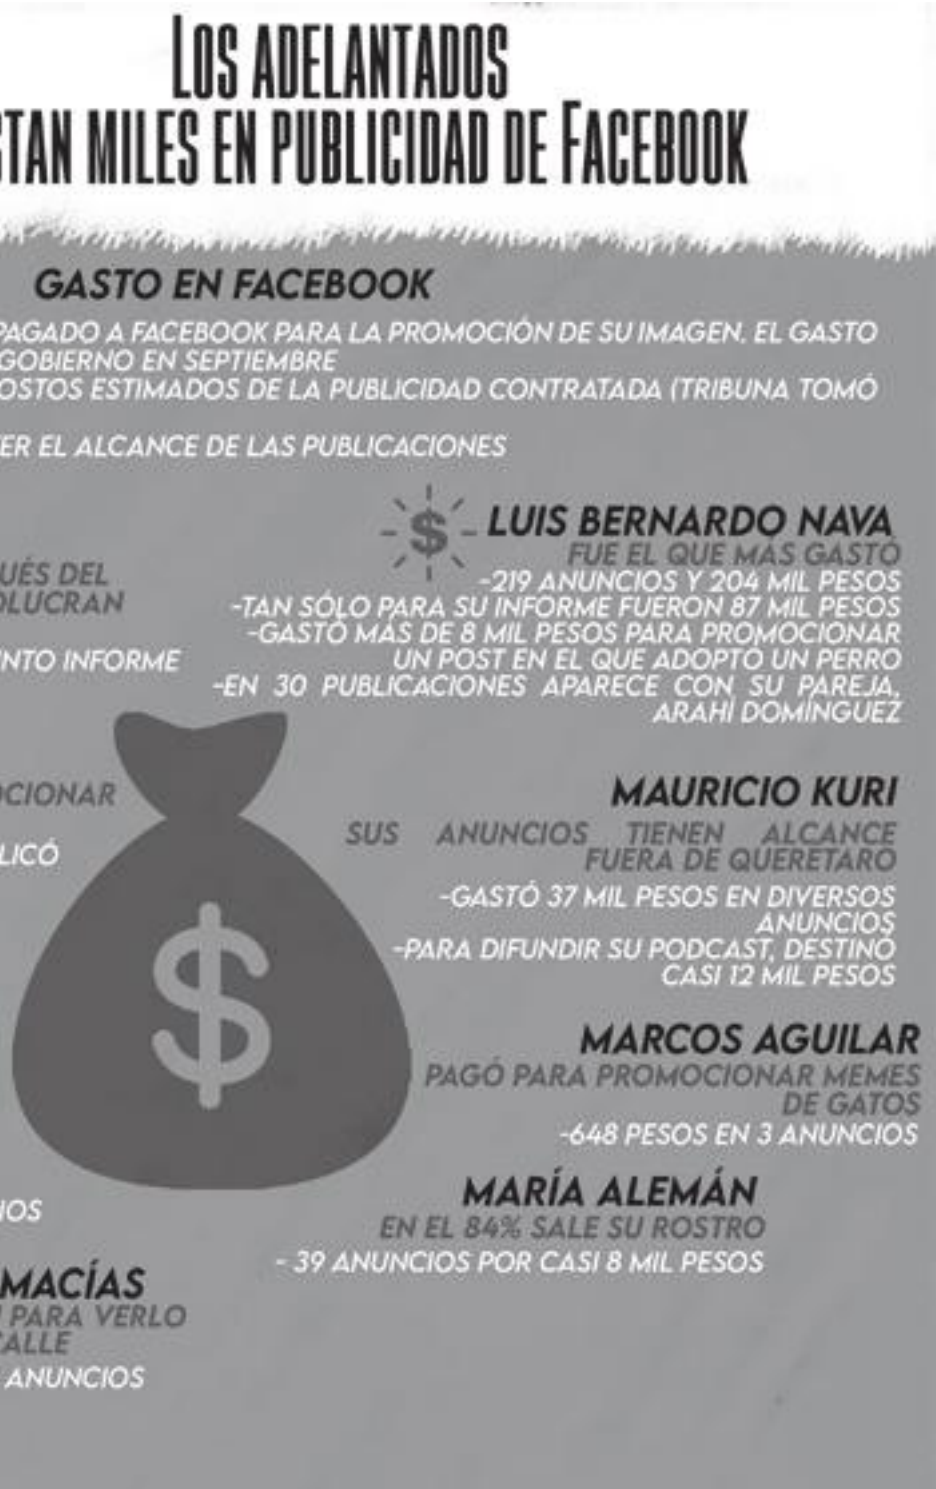 LOS ADELANTADOS
TAN MILES EN PUBLICIDAD DE FACEBOOK
GASTO EN FACEBOOK
PAGADO A FACEBOOK PARA LA PROMOCIÓN DE SU IMAGEN. EL GASTO
GOBIERNO EN SEPTIEMBRE
OSTOS ESTIMADOS DE LA PUBLICIDAD CONTRATADA (TRIBUNA TOMÓ
ER EL ALCANCE DE LAS PUBLICACIONES
$ LUIS BERNARDO NAVA
FUE EL QUE MÁS GASTÓ
-219 ANUNCIOS Y 204 MIL PESOS
-TAN SÓLO PARA SU INFORME FUERON 87 MIL PESOS
-GASTÓ MÁS DE 8 MIL PESOS PARA PROMOCIONAR
UN POST EN EL QUE ADOPTÓ UN PERRO
-EN 30 PUBLICACIONES APARECE CON SU PAREJA,
ARAHÍ DOMÍNGUEZ
UÉS DEL
OLUCRAN
INTO INFORME
OCIONAR
LICÓ
$
MAURICIO KURI
SUS ANUNCIOS TIENEN ALCANCE
FUERA DE QUERÉTARO
-GASTÓ 37 MIL PESOS EN DIVERSOS
ANUNCIOS
-PARA DIFUNDIR SU PODCAST, DESTINÓ
CASI 12 MIL PESOS
MARCOS AGUILAR
PAGÓ PARA PROMOCIONAR MEMES
DE GATOS
-648 PESOS EN 3 ANUNCIOS
MARÍA ALEMÁN
EN EL 84% SALE SU ROSTRO
- 39 ANUNCIOS POR CASI 8 MIL PESOS
IOS
MACÍAS
PARA VERLO
CALLE
ANUNCIOS